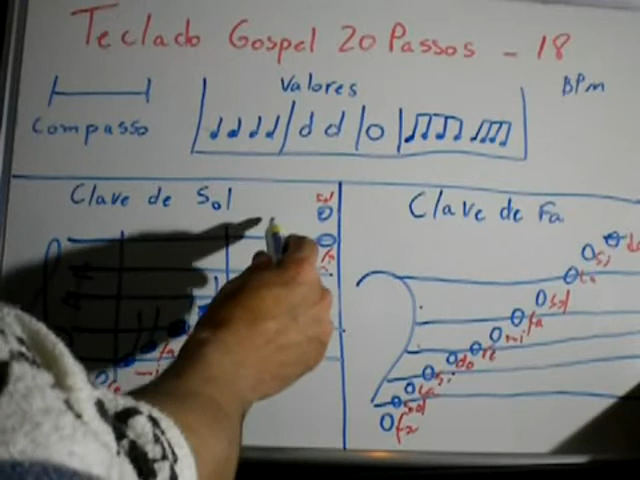 Teclado Gospel 20 Passos - 18
Valores
BPm
Compasso
Clave de Sol
Clave de Fa
sol
do
si
la
sol
fa
mi
re
do
si
la
sol
fa
fa
mi
re